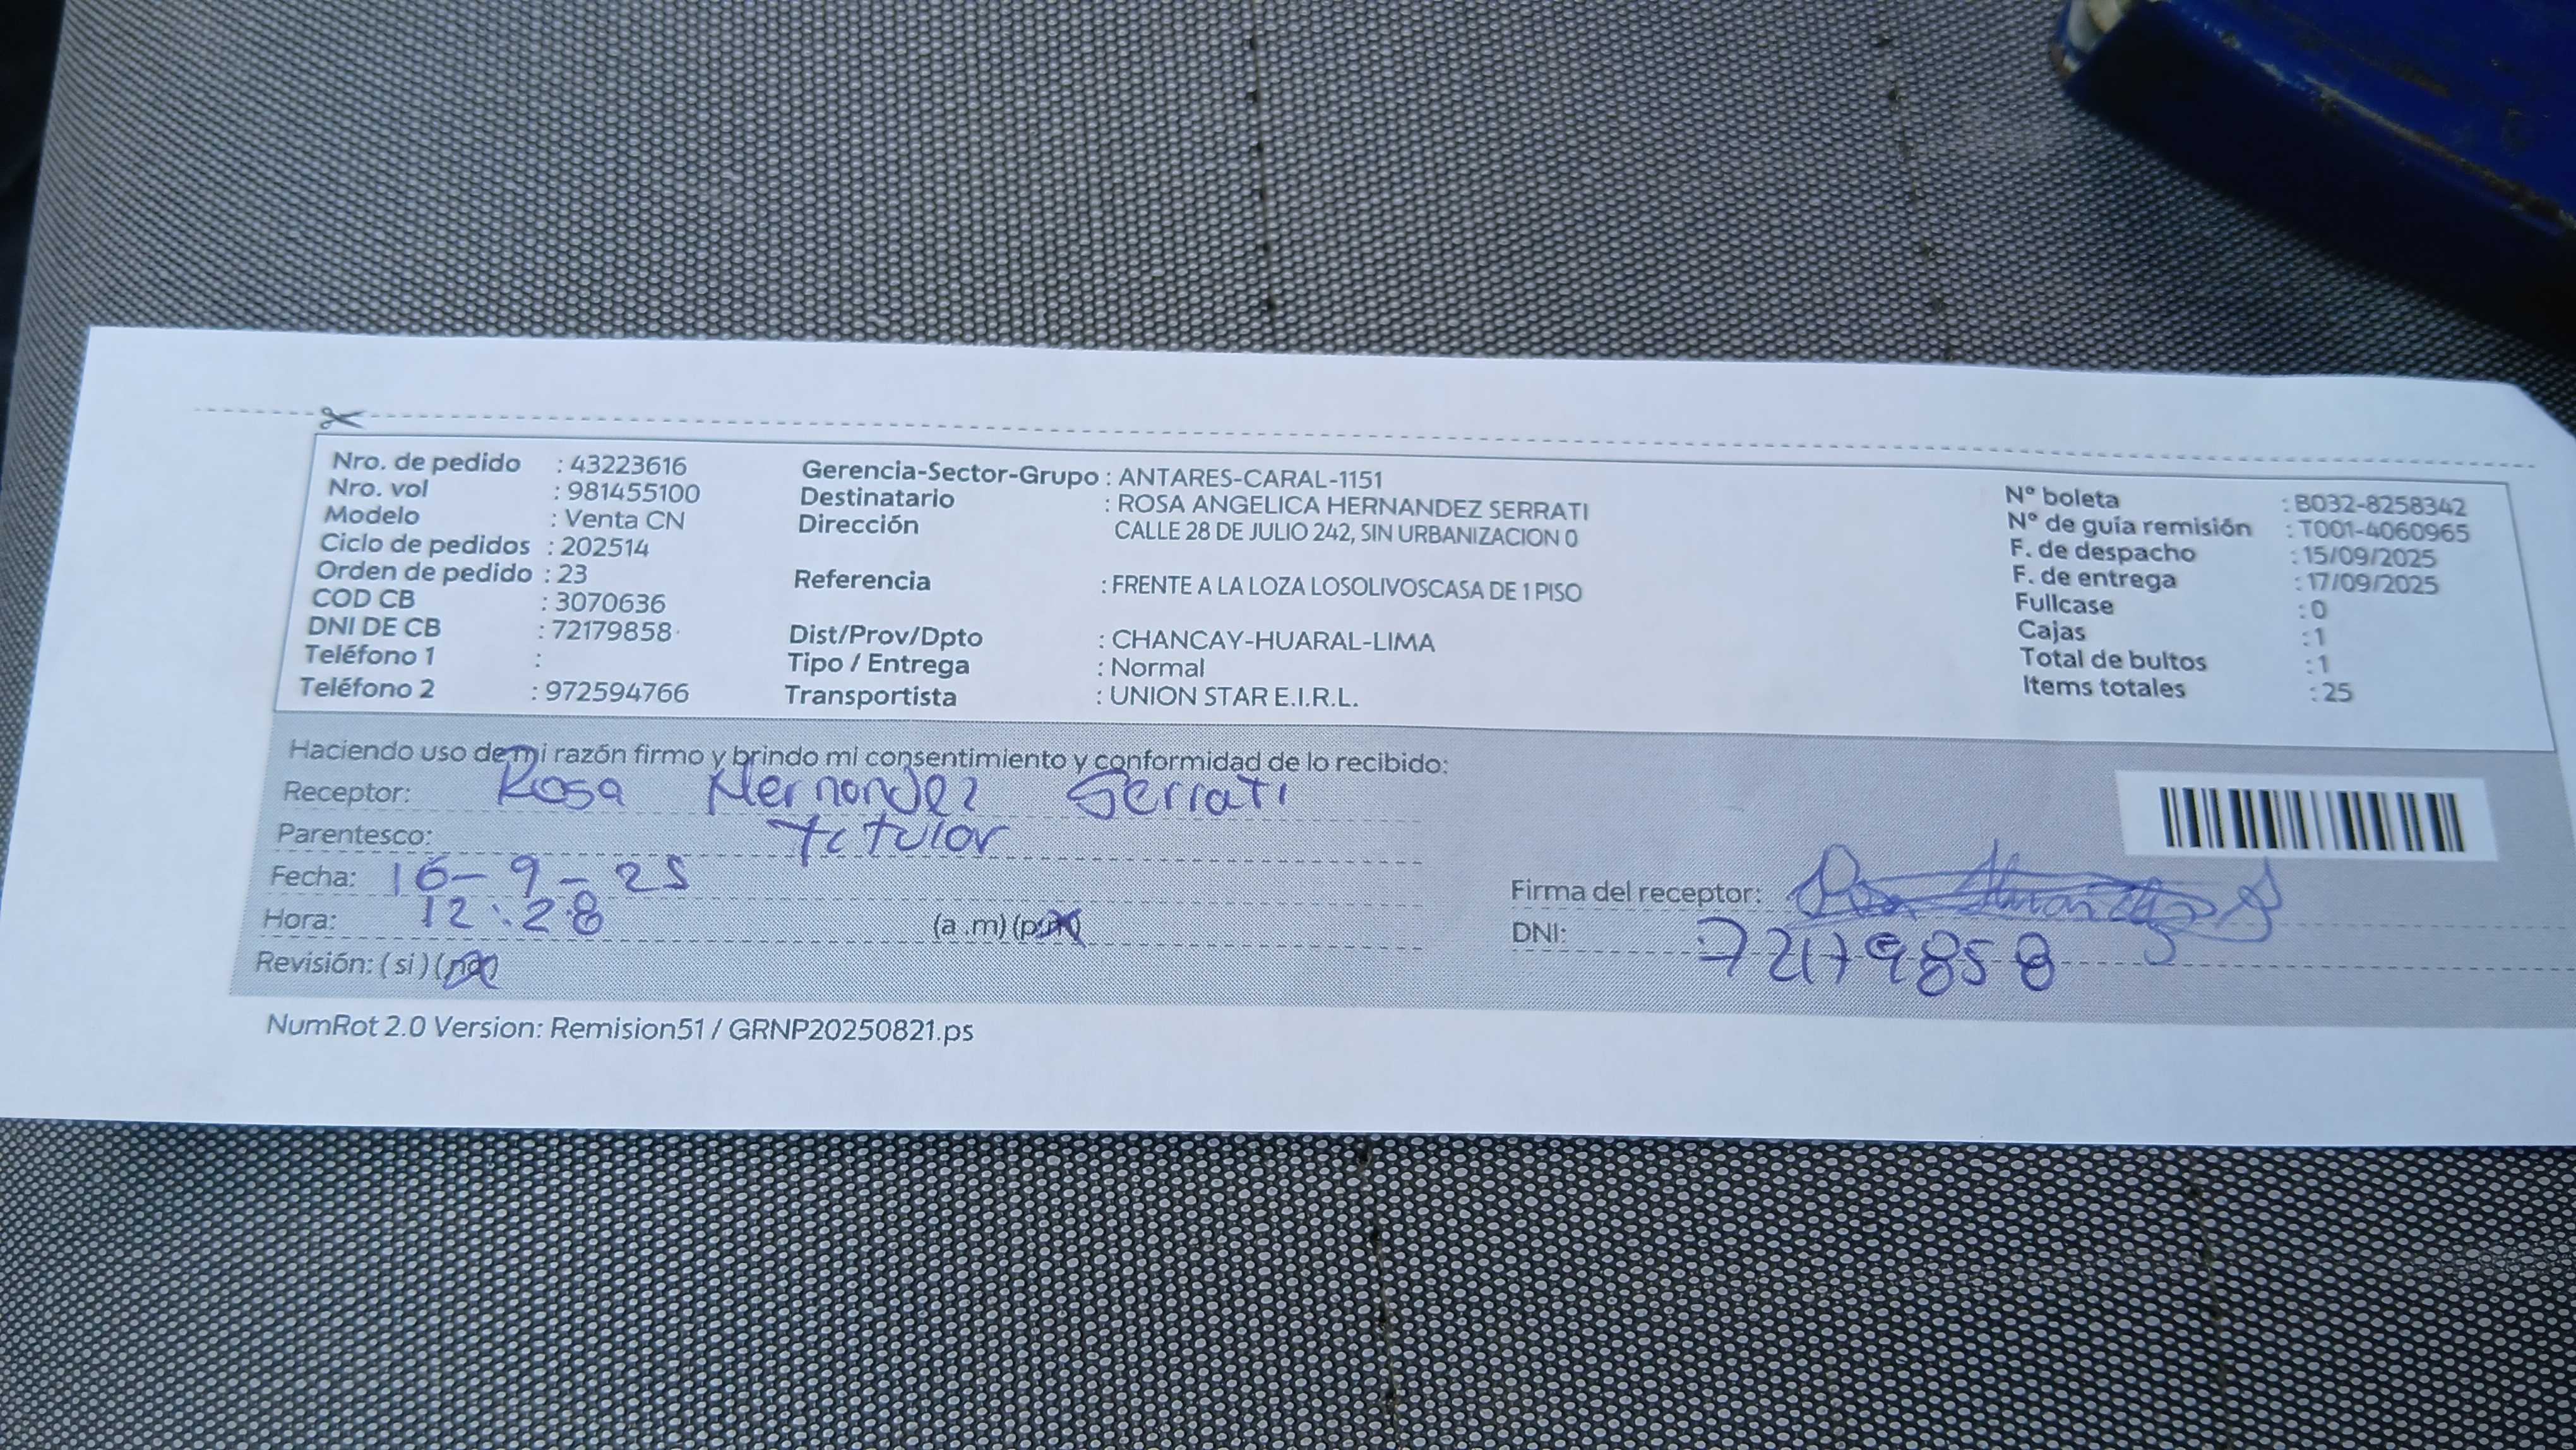 Nro. de pedido : 43223616
Nro. vol : 981455100
Modelo : Venta CN
Ciclo de pedidos : 202514
Orden de pedido : 23
COD CB : 3070636
DNI DE CB : 72179858
Teléfono 1 :
Teléfono 2 : 972594766
Gerencia-Sector-Grupo : ANTARES-CARAL-1151
Destinatario : ROSA ANGELICA HERNANDEZ SERRATI
Dirección CALLE 28 DE JULIO 242, SIN URBANIZACION 0
Referencia : FRENTE A LA LOZA LOSOLIVOSCASA DE 1 PISO
Dist/Prov/Dpto : CHANCAY-HUARAL-LIMA
Tipo / Entrega : Normal
Transportista : UNION STAR E.I.R.L.
N° boleta : B032-8258342
N° de guía remisión : T001-4060965
F. de despacho : 15/09/2025
F. de entrega : 17/09/2025
Fullcase : 0
Cajas : 1
Total de bultos : 1
Items totales : 25
Haciendo uso de mi razón firmo y brindo mi consentimiento y conformidad de lo recibido:
Receptor: Rosa Hernandez Serrati
Parentesco: titular
Fecha: 16-9-25
Hora: 12:28 (a .m) (p.m)
Revisión: ( si ) (no)
Firma del receptor:
DNI: 72179858
NumRot 2.0 Version: Remision51 / GRNP20250821.ps